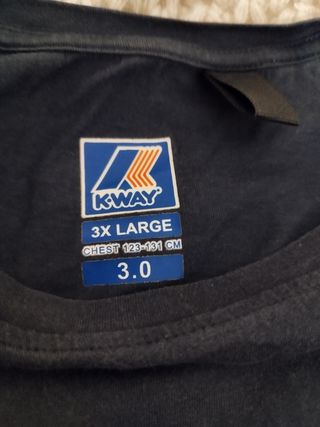 K-WAY
3X LARGE
CHEST 123-131 CM
3.0